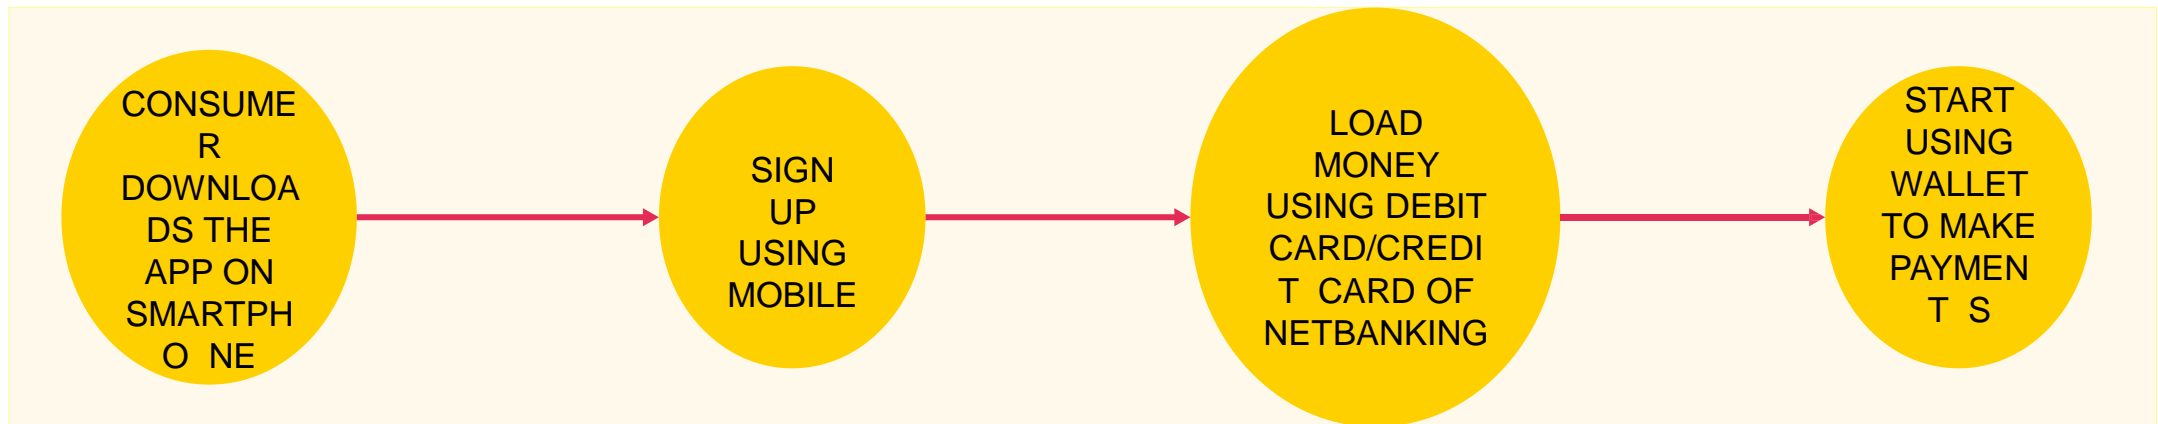 CONSUME
R
DOWNLOA
DS THE
APP ON
SMARTPH
O NE
SIGN
UP
USING
MOBILE
LOAD
MONEY
USING DEBIT
CARD/CREDI
T CARD OF
NETBANKING
START
USING
WALLET
TO MAKE
PAYMEN
T S